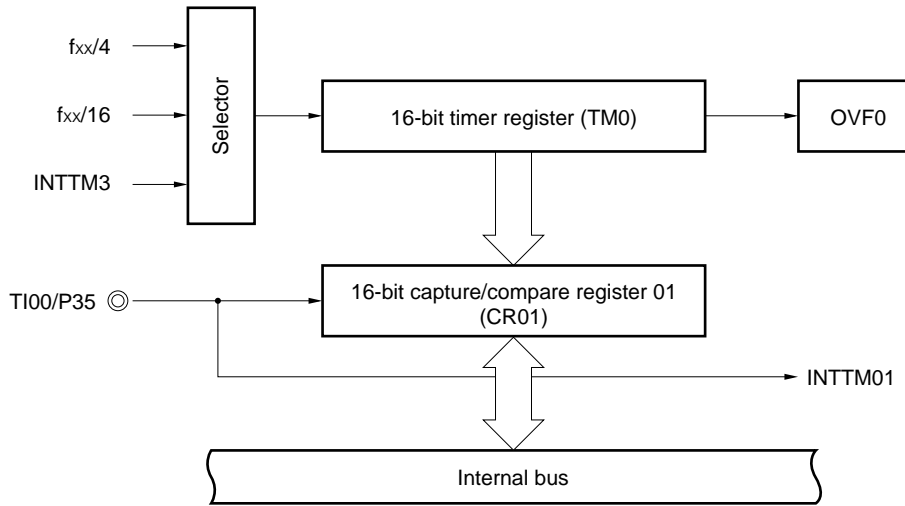 fxx/4
fxx/16
INTTM3
Selector
16-bit timer register (TM0)
OVF0
TI00/P35
16-bit capture/compare register 01
(CR01)
INTTM01
Internal bus